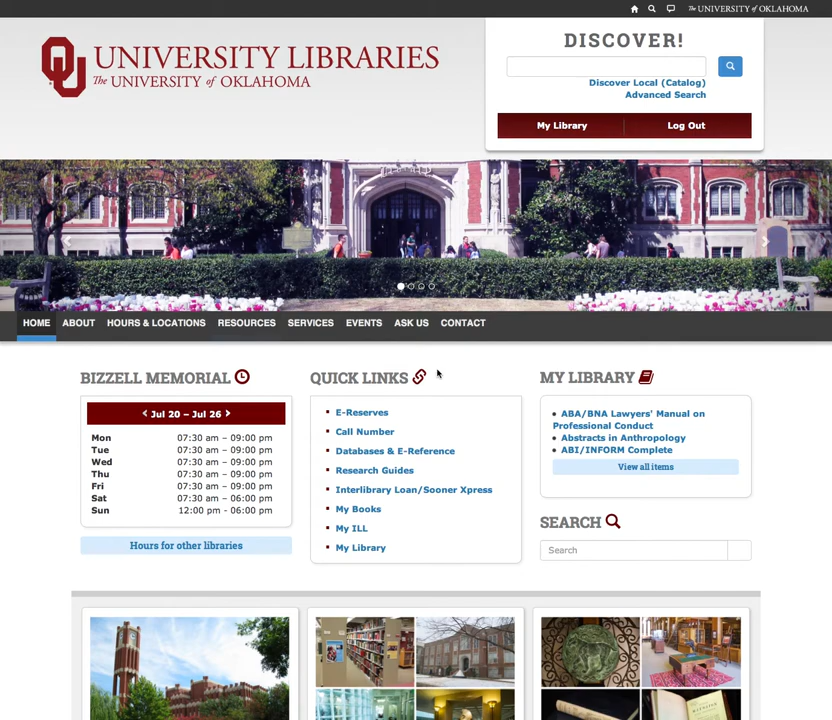 The UNIVERSITY of OKLAHOMA
DISCOVER!
UNIVERSITY LIBRARIES
The UNIVERSITY of OKLAHOMA
Discover Local (Catalog)
Advanced Search
My Library
Log Out
HOME ABOUT HOURS & LOCATIONS RESOURCES SERVICES EVENTS ASK US CONTACT
BIZZELL MEMORIAL
Jul 20 – Jul 26
Mon 07:30 am – 09:00 pm
Tue 07:30 am – 09:00 pm
Wed 07:30 am – 09:00 pm
Thu 07:30 am – 09:00 pm
Fri 07:30 am – 09:00 pm
Sat 07:30 am – 06:00 pm
Sun 12:00 pm – 06:00 pm
Hours for other libraries
QUICK LINKS
E-Reserves
Call Number
Databases & E-Reference
Research Guides
Interlibrary Loan/Sooner Xpress
My Books
My ILL
My Library
MY LIBRARY
ABA/BNA Lawyers' Manual on
Professional Conduct
Abstracts in Anthropology
ABI/INFORM Complete
View all items
SEARCH
Search